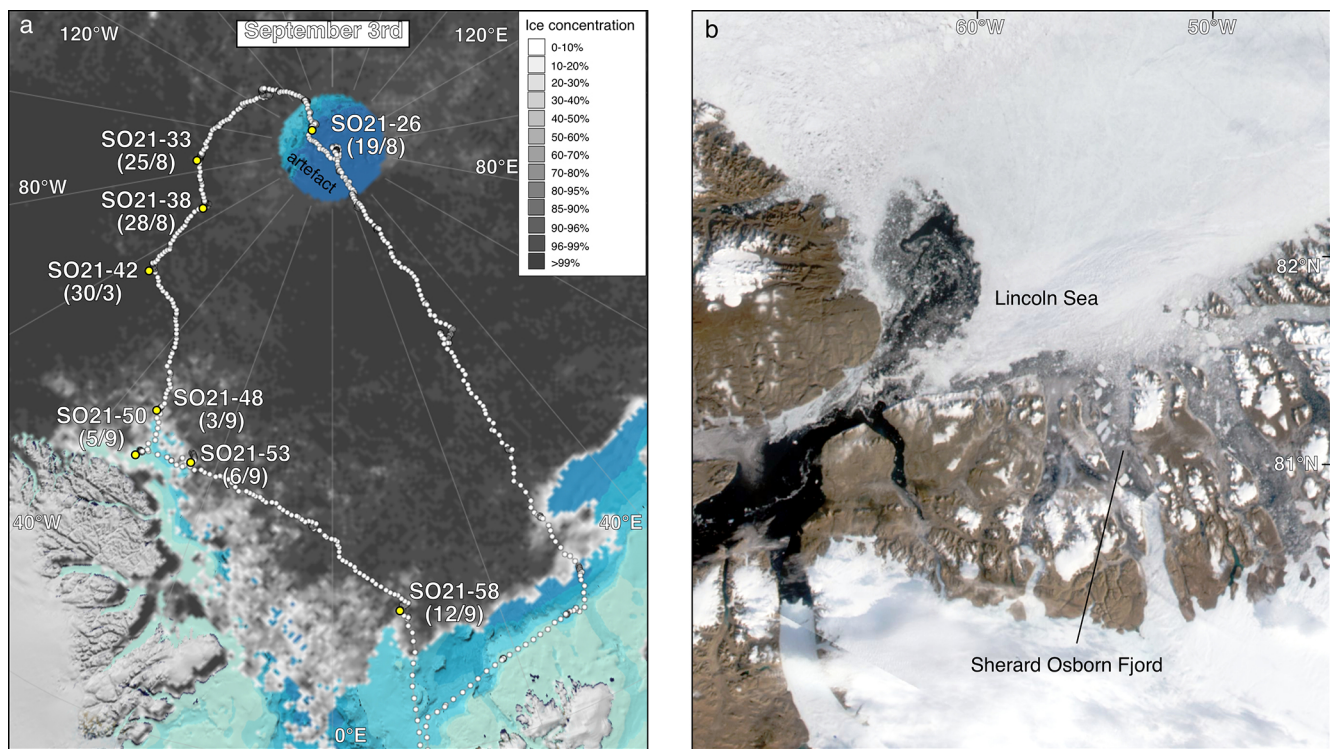 a
September 3rd
120°W
120°E
Ice concentration
0-10%
10-20%
20-30%
30-40%
40-50%
50-60%
60-70%
70-80%
80-95%
85-90%
90-96%
96-99%
>99%
SO21-26
(19/8)
artefact
SO21-33
(25/8)
80°E
80°W
SO21-38
(28/8)
SO21-42
(30/3)
SO21-48
(3/9)
SO21-50
(5/9)
SO21-53
(6/9)
40°W
40°E
SO21-58
(12/9)
0°E
b
60°W
50°W
82°N
Lincoln Sea
81°N
Sherard Osborn Fjord